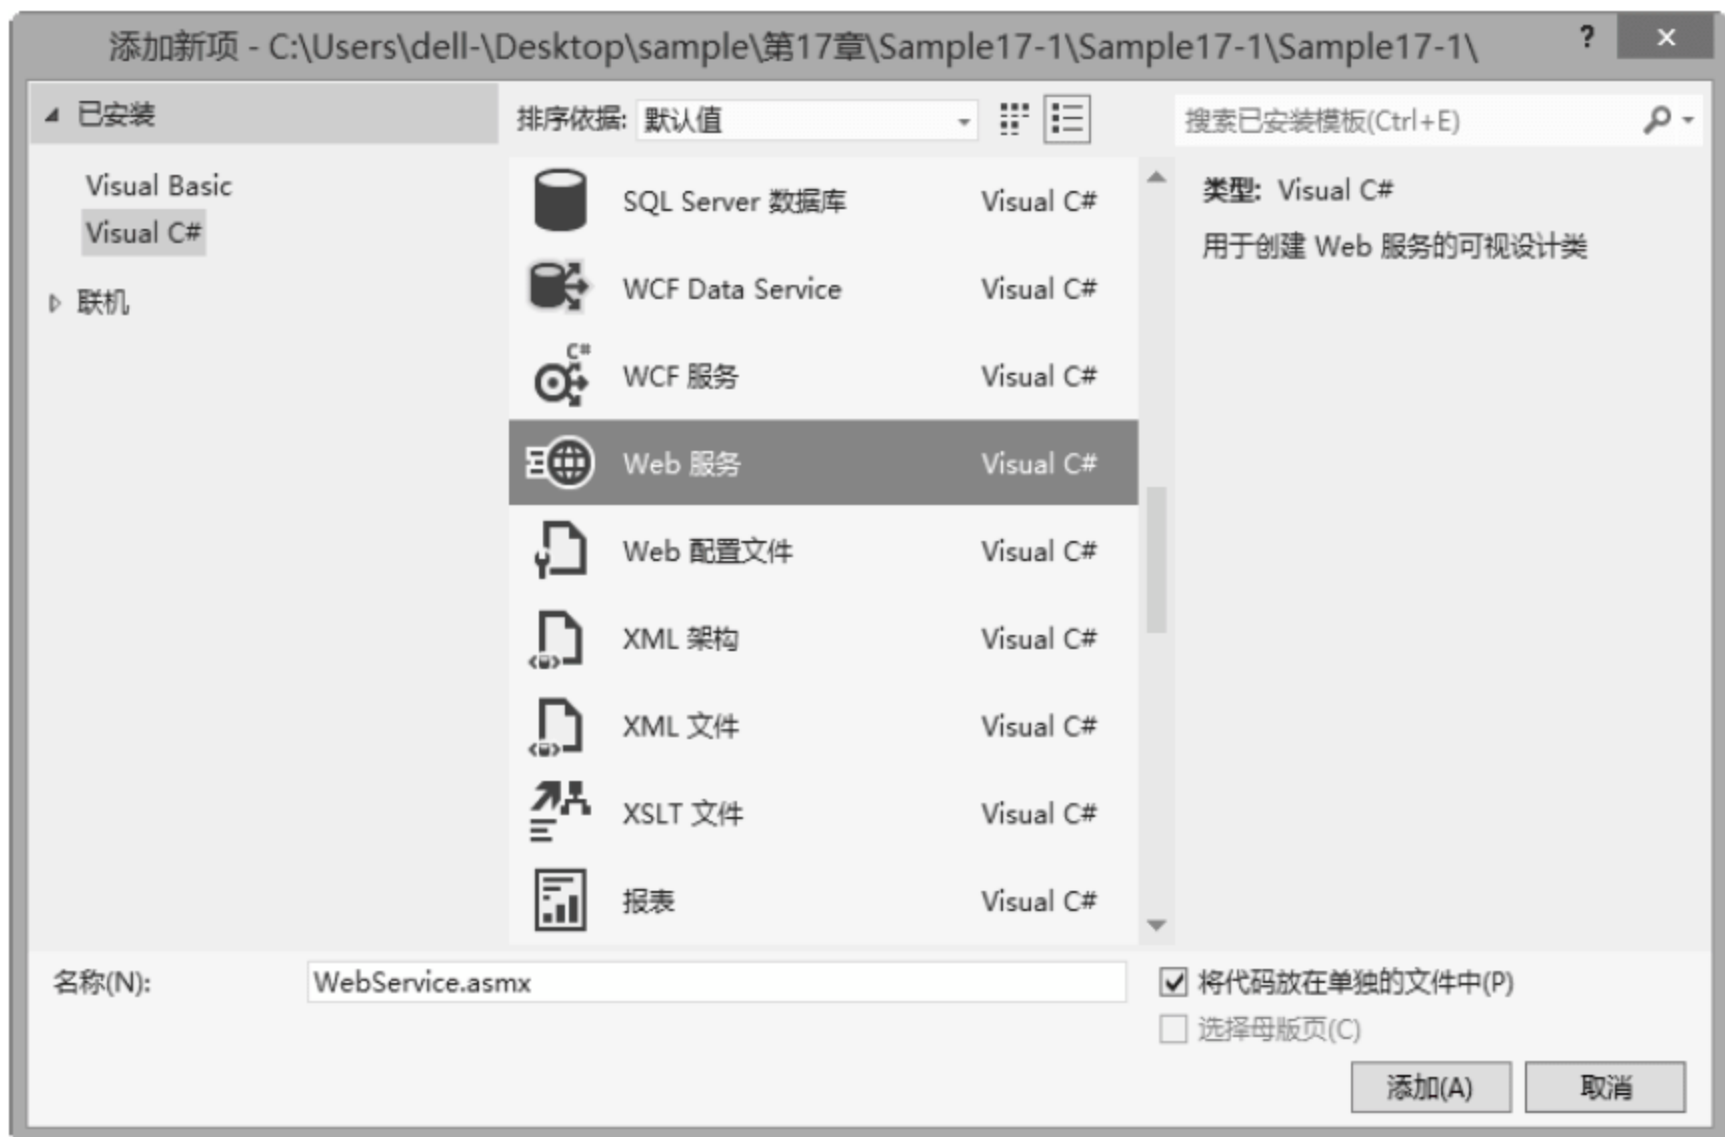 添加新项 - C:\Users\dell-\Desktop\sample\第17章\Sample17-1\Sample17-1\Sample17-1\
? ×
已安装
排序依据: 默认值
搜索已安装模板(Ctrl+E)
Visual Basic
Visual C#
联机
SQL Server 数据库 Visual C#
WCF Data Service Visual C#
C#
WCF 服务 Visual C#
Web 服务 Visual C#
Web 配置文件 Visual C#
XML 架构 Visual C#
XML 文件 Visual C#
XSLT 文件 Visual C#
报表 Visual C#
类型: Visual C#
用于创建 Web 服务的可视设计类
名称(N): WebService.asmx
将代码放在单独的文件中(P)
选择母版页(C)
添加(A) 取消